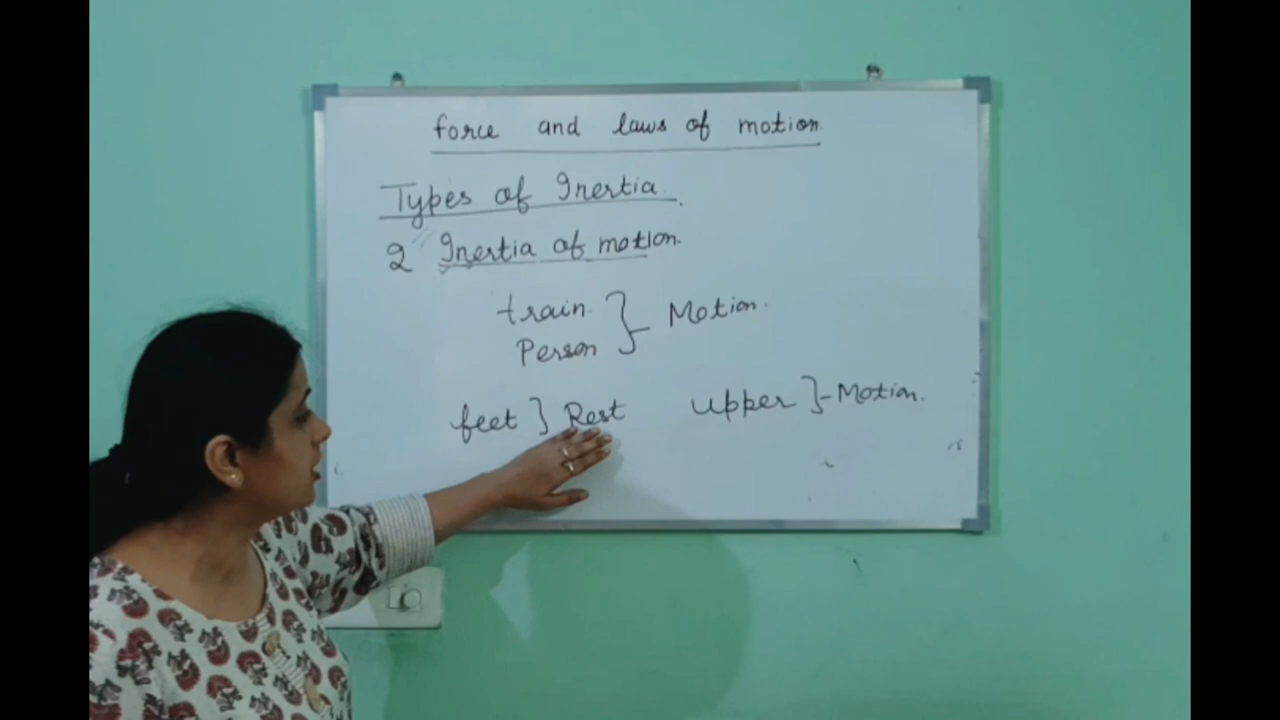 force and laws of motion.
Types of Inertia.
2 Inertia of motion.
train. } Motion.
Person
feet } Rest upper }-Motion.